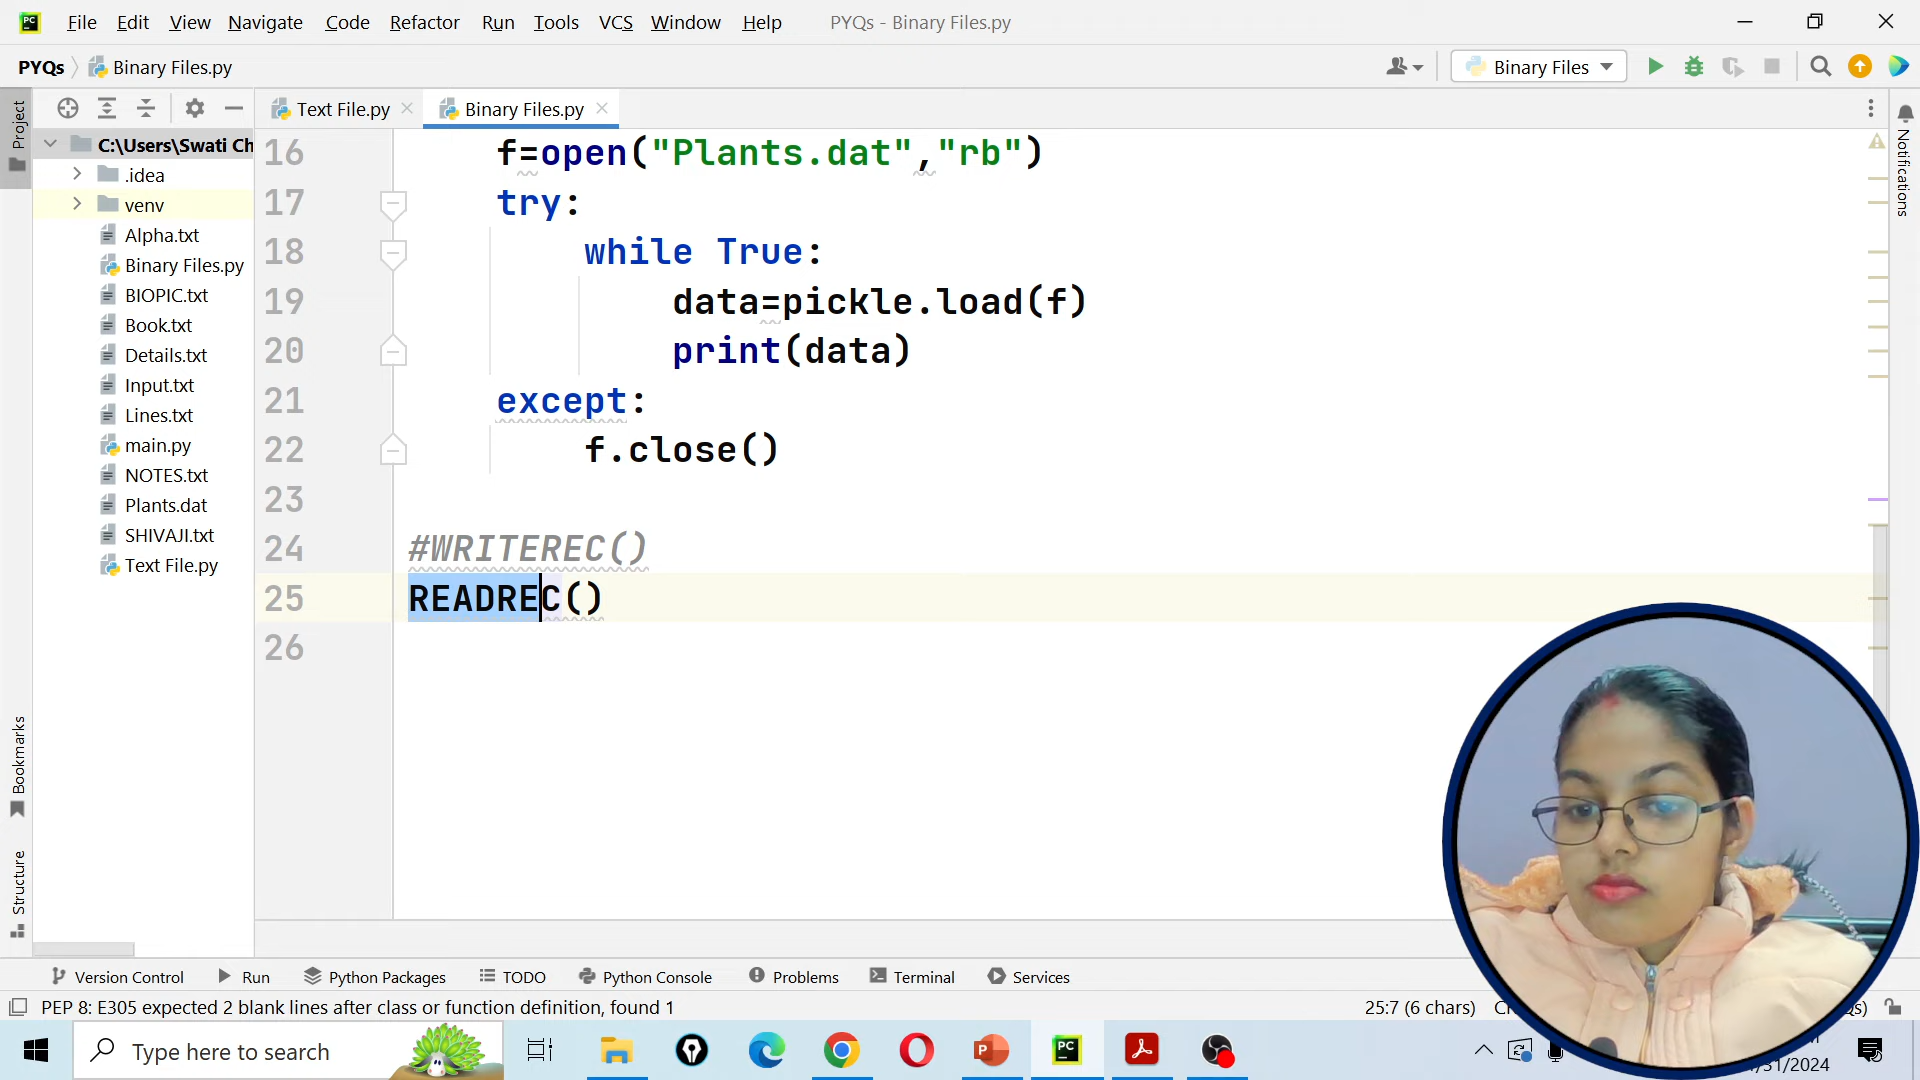 File Edit View Navigate Code Refactor Run Tools VCS Window Help PYQs - Binary Files.py
PYQs Binary Files.py Binary Files
Project
Text File.py Binary Files.py
Notifications
C:\Users\Swati Ch
.idea
venv
Alpha.txt
Binary Files.py
BIOPIC.txt
Book.txt
Details.txt
Input.txt
Lines.txt
main.py
NOTES.txt
Plants.dat
SHIVAJI.txt
Text File.py
16 f=open("Plants.dat","rb")
17 try:
18 while True:
19 data=pickle.load(f)
20 print(data)
21 except:
22 f.close()
23
24 #WRITEREC()
25 READREC()
26
Bookmarks
Structure
Version Control Run Python Packages TODO Python Console Problems Terminal Services
PEP 8: E305 expected 2 blank lines after class or function definition, found 1 25:7 (6 chars)
Type here to search
/31/2024